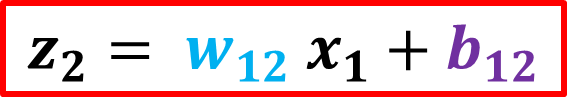 z₂ = w₁₂ x₁ + b₁₂